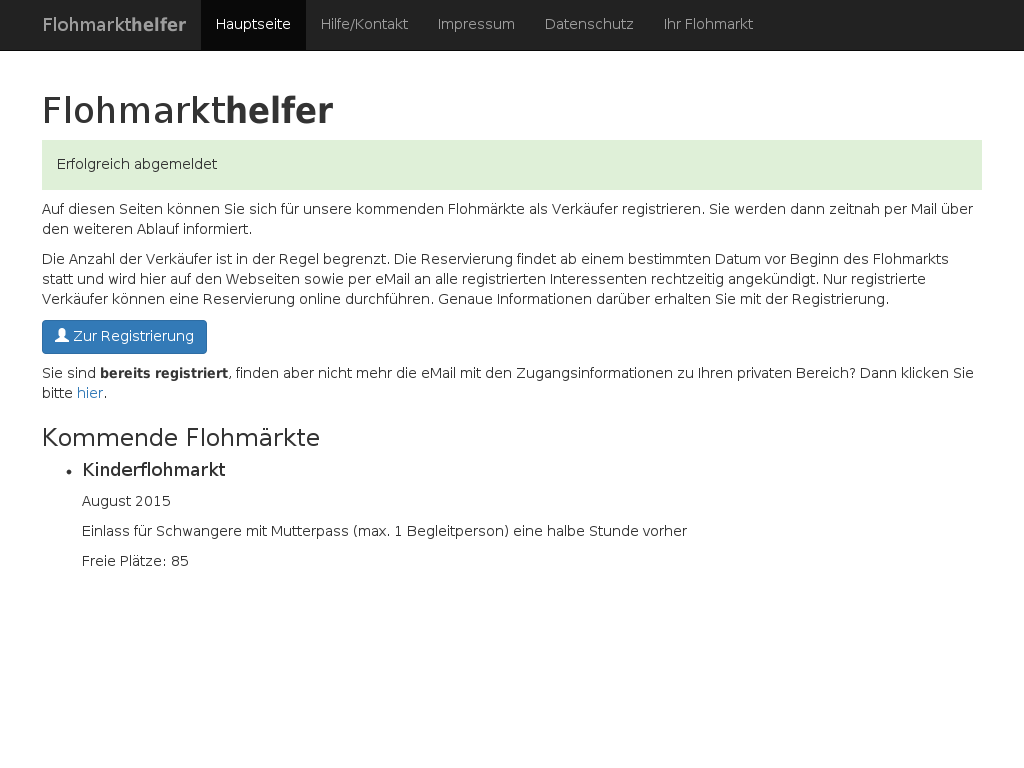 Flohmarkthelfer Hauptseite Hilfe/Kontakt Impressum Datenschutz Ihr Flohmarkt
Flohmarkthelfer
Erfolgreich abgemeldet
Auf diesen Seiten können Sie sich für unsere kommenden Flohmärkte als Verkäufer registrieren. Sie werden dann zeitnah per Mail über
den weiteren Ablauf informiert.
Die Anzahl der Verkäufer ist in der Regel begrenzt. Die Reservierung findet ab einem bestimmten Datum vor Beginn des Flohmarkts
statt und wird hier auf den Webseiten sowie per eMail an alle registrierten Interessenten rechtzeitig angekündigt. Nur registrierte
Verkäufer können eine Reservierung online durchführen. Genaue Informationen darüber erhalten Sie mit der Registrierung.
Zur Registrierung
Sie sind bereits registriert, finden aber nicht mehr die eMail mit den Zugangsinformationen zu Ihren privaten Bereich? Dann klicken Sie
bitte hier.
Kommende Flohmärkte
• Kinderflohmarkt
August 2015
Einlass für Schwangere mit Mutterpass (max. 1 Begleitperson) eine halbe Stunde vorher
Freie Plätze: 85